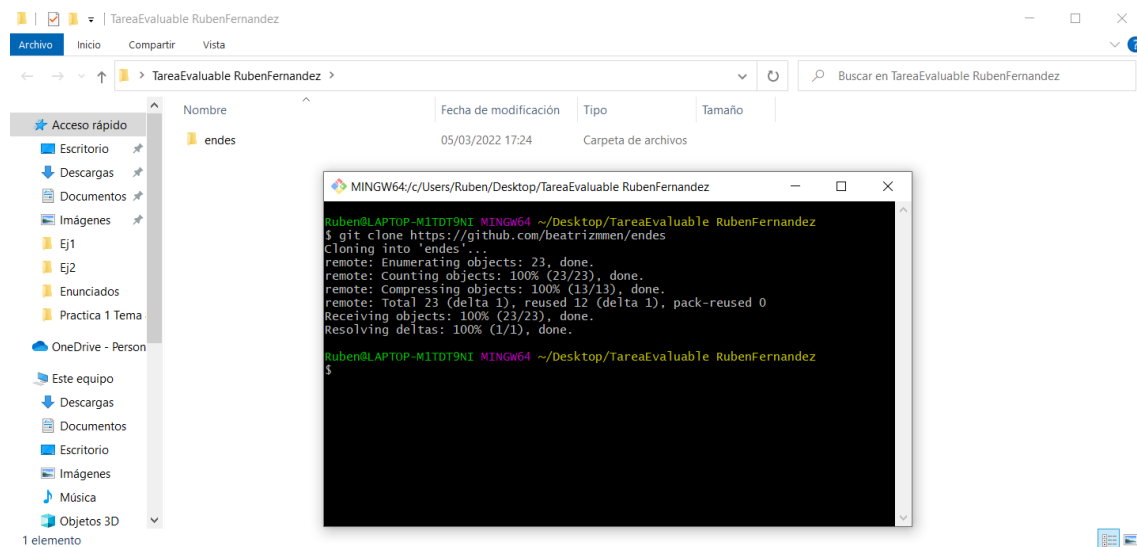 TareaEvaluable RubenFernandez
Archivo Inicio Compartir Vista
TareaEvaluable RubenFernandez
Buscar en TareaEvaluable RubenFernandez
Nombre Fecha de modificación Tipo Tamaño
endes 05/03/2022 17:24 Carpeta de archivos
Acceso rápido
Escritorio
Descargas
Documentos
Imágenes
Ej1
Ej2
Enunciados
Practica 1 Tema
OneDrive - Person
Este equipo
Descargas
Documentos
Escritorio
Imágenes
Música
Objetos 3D
1 elemento
MINGW64:/c/Users/Ruben/Desktop/TareaEvaluable RubenFernandez
Ruben@LAPTOP-M1TDT9NI MINGW64 ~/Desktop/TareaEvaluable RubenFernandez
$ git clone https://github.com/beatrizmmen/endes
Cloning into 'endes'...
remote: Enumerating objects: 23, done.
remote: Counting objects: 100% (23/23), done.
remote: Compressing objects: 100% (13/13), done.
remote: Total 23 (delta 1), reused 12 (delta 1), pack-reused 0
Receiving objects: 100% (23/23), done.
Resolving deltas: 100% (1/1), done.
Ruben@LAPTOP-M1TDT9NI MINGW64 ~/Desktop/TareaEvaluable RubenFernandez
$